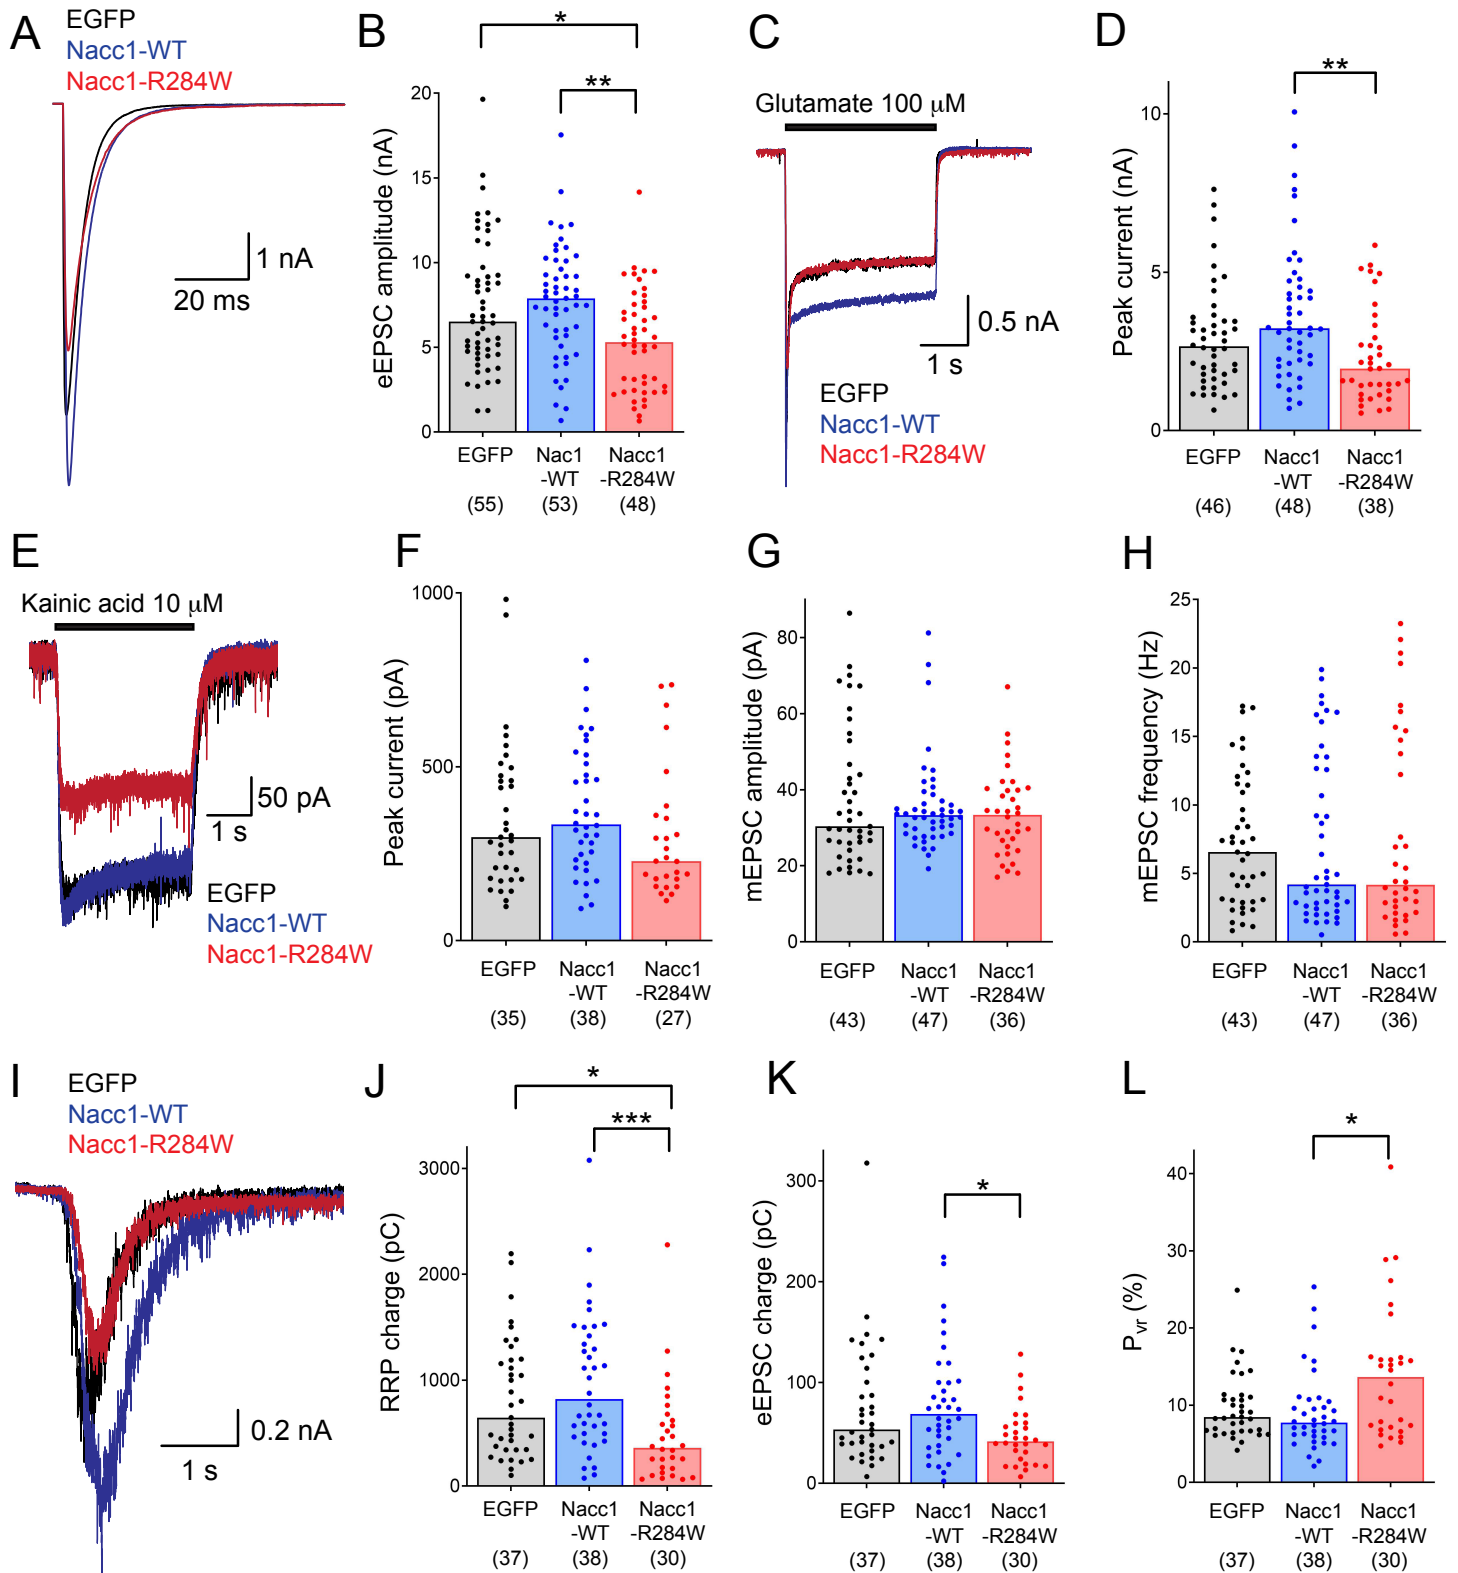 A
EGFP
Nacc1-WT
Nacc1-R284W
1 nA
20 ms
B
*
**
eEPSC amplitude (nA)
20
15
10
5
0
EGFP
Nac1
-WT
Nacc1
-R284W
(55)
(53)
(48)
C
Glutamate 100 μM
0.5 nA
1 s
EGFP
Nacc1-WT
Nacc1-R284W
D
**
Peak current (nA)
10
5
0
EGFP
Nacc1
-WT
Nacc1
-R284W
(46)
(48)
(38)
E
Kainic acid 10 μM
50 pA
1 s
EGFP
Nacc1-WT
Nacc1-R284W
F
Peak current (pA)
1000
500
0
EGFP
Nacc1
-WT
Nacc1
-R284W
(35)
(38)
(27)
G
mEPSC amplitude (pA)
80
60
40
20
0
EGFP
Nacc1
-WT
Nacc1
-R284W
(43)
(47)
(36)
H
mEPSC frequency (Hz)
25
20
15
10
5
0
EGFP
Nacc1
-WT
Nacc1
-R284W
(43)
(47)
(36)
I
EGFP
Nacc1-WT
Nacc1-R284W
0.2 nA
1 s
J
*
***
RRP charge (pC)
3000
2000
1000
0
EGFP
Nacc1
-WT
Nacc1
-R284W
(37)
(38)
(30)
K
*
eEPSC charge (pC)
300
200
100
0
EGFP
Nacc1
-WT
Nacc1
-R284W
(37)
(38)
(30)
L
*
Pvr (%)
40
30
20
10
0
EGFP
Nacc1
-WT
Nacc1
-R284W
(37)
(38)
(30)